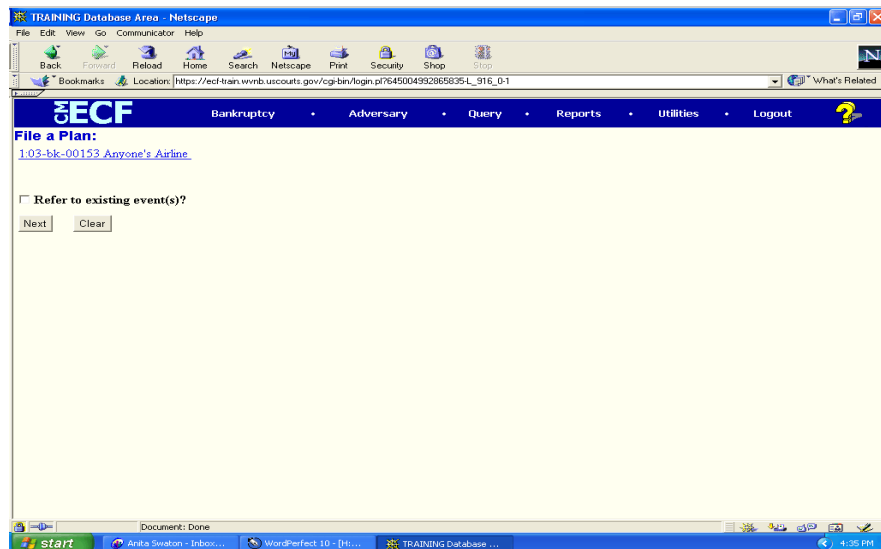 TRAINING Database Area - Netscape
File Edit View Go Communicator Help
Back Forward Reload Home Search Netscape Print Security Shop Stop
Bookmarks Location: https://ecf-train.wvnb.uscourts.gov/cgi-bin/login.pl?645004992865835-L_916_0-1 What's Related
CM ECF Bankruptcy • Adversary • Query • Reports • Utilities • Logout ?
File a Plan:
1:03-bk-00153 Anyone's Airline
Refer to existing event(s)?
Next Clear
Document: Done
start Anita Swaton - Inbox... WordPerfect 10 - [H:... TRAINING Database ... 4:35 PM